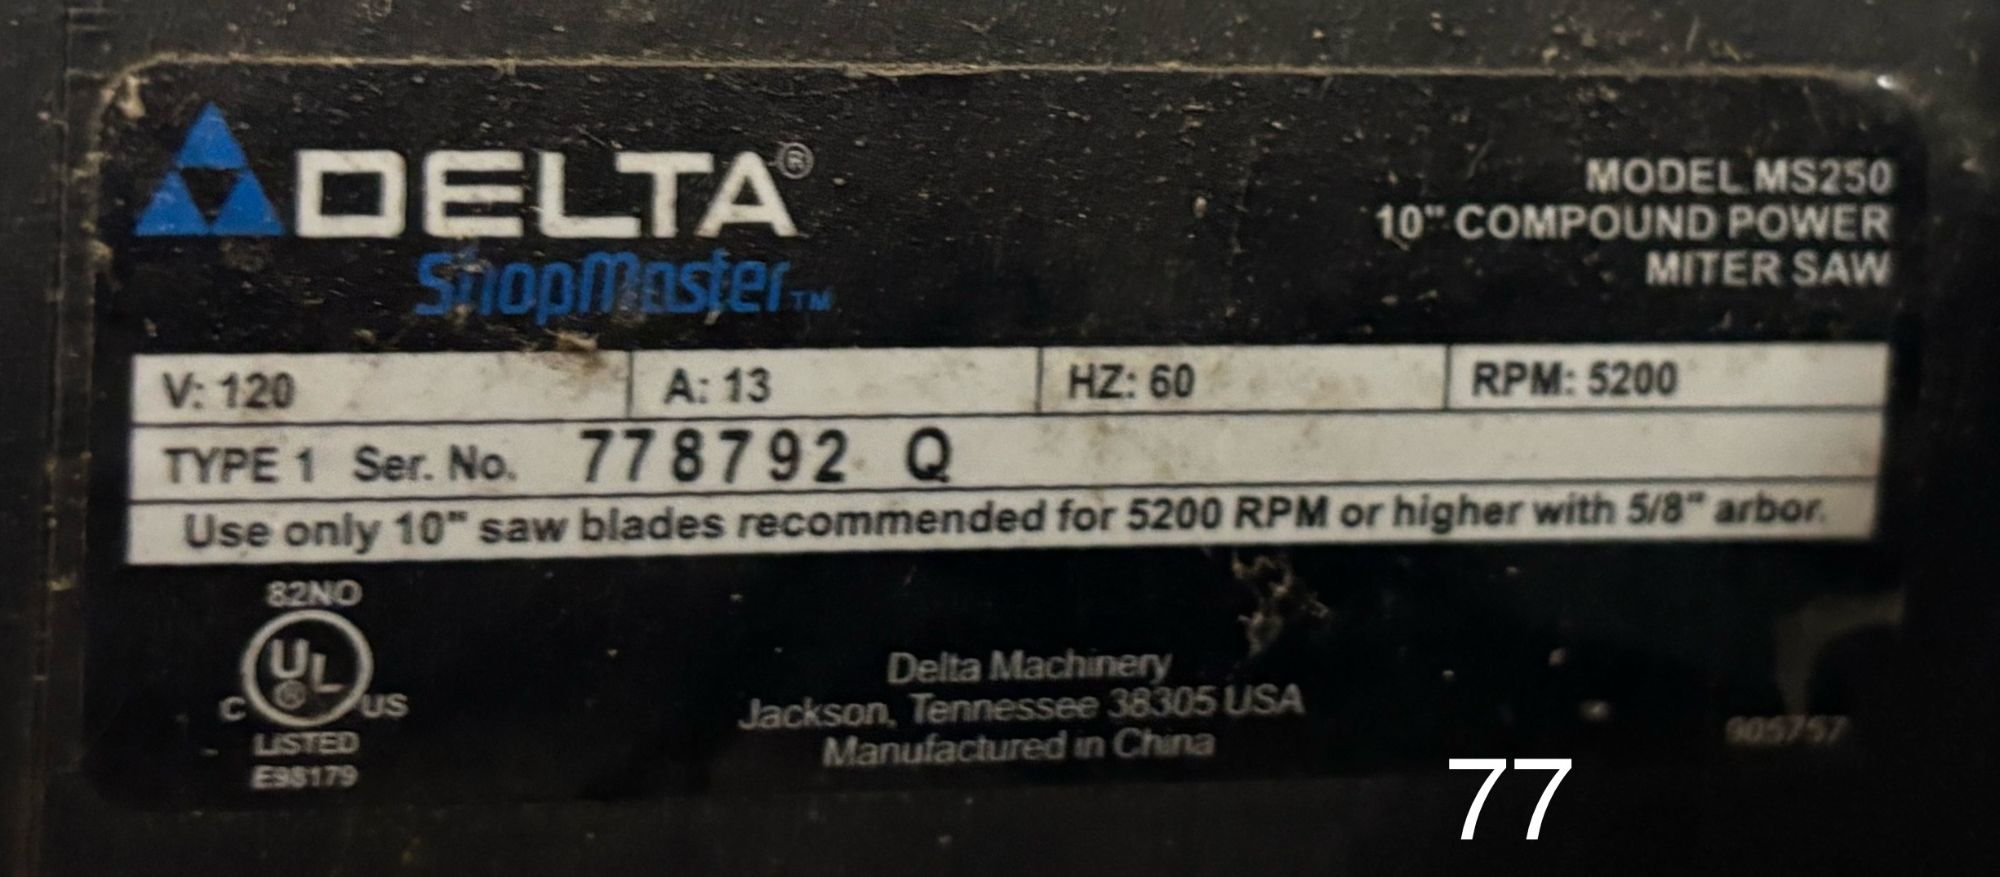 DELTA®
ShopMaster™
MODEL MS250
10" COMPOUND POWER
MITER SAW
V: 120 A: 13 HZ: 60 RPM: 5200
TYPE 1 Ser. No. 778792 Q
Use only 10" saw blades recommended for 5200 RPM or higher with 5/8" arbor.
82NO
UL®
C US
LISTED
E98179
Delta Machinery
Jackson, Tennessee 38305 USA
Manufactured in China
905757
77